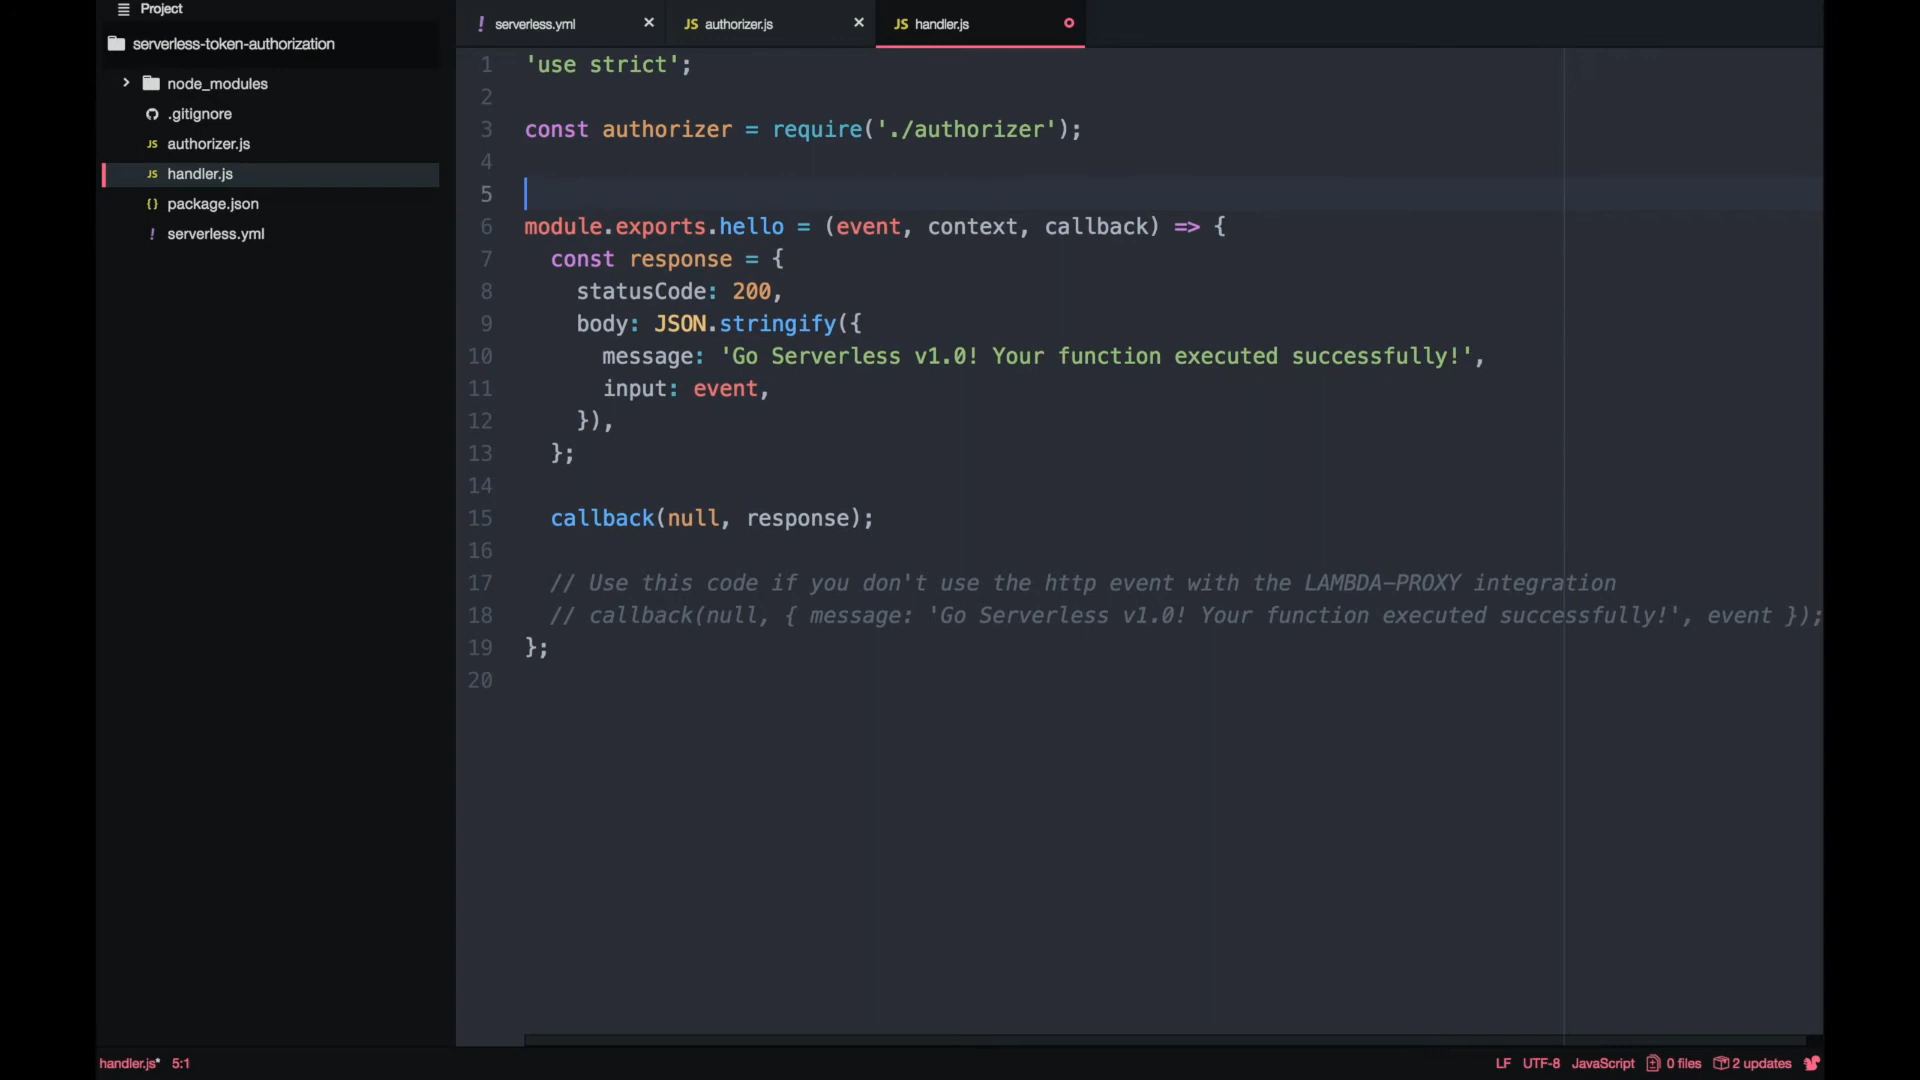 Project
serverless-token-authorization
node_modules
.gitignore
authorizer.js
handler.js
package.json
serverless.yml
serverless.yml
authorizer.js
handler.js
1 'use strict';
2
3 const authorizer = require('./authorizer');
4
5
6 module.exports.hello = (event, context, callback) => {
7 const response = {
8 statusCode: 200,
9 body: JSON.stringify({
10 message: 'Go Serverless v1.0! Your function executed successfully!',
11 input: event,
12 }),
13 };
14
15 callback(null, response);
16
17 // Use this code if you don't use the http event with the LAMBDA-PROXY integration
18 // callback(null, { message: 'Go Serverless v1.0! Your function executed successfully!', event });
19 };
20
handler.js* 5:1
LF UTF-8 JavaScript 0 files 2 updates